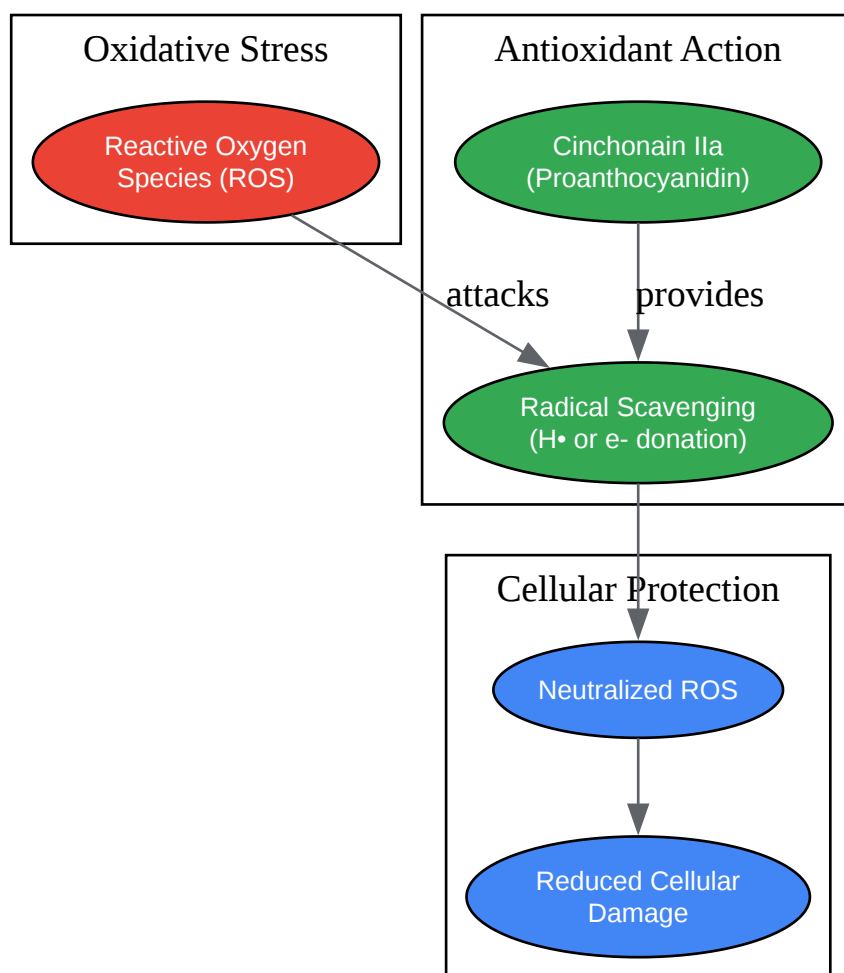 Oxidative Stress
Reactive Oxygen
Species (ROS)
Antioxidant Action
Cinchonain IIa
(Proanthocyanidin)
attacks
provides
Radical Scavenging
(H• or e- donation)
Cellular Protection
Neutralized ROS
Reduced Cellular
Damage